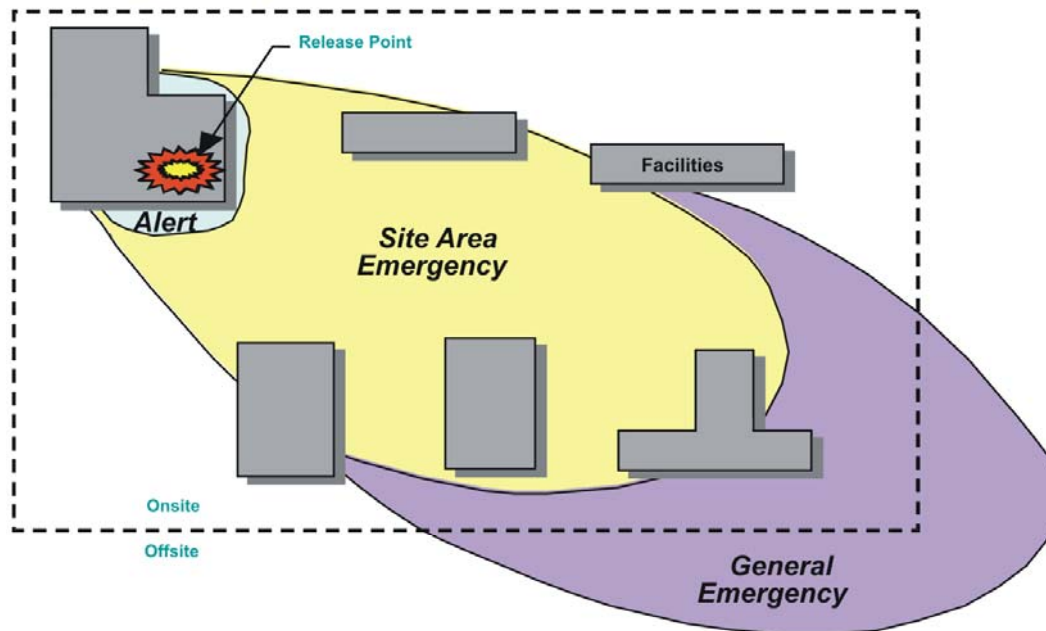 Release Point
Facilities
Alert
Site Area
Emergency
Onsite
Offsite
General
Emergency